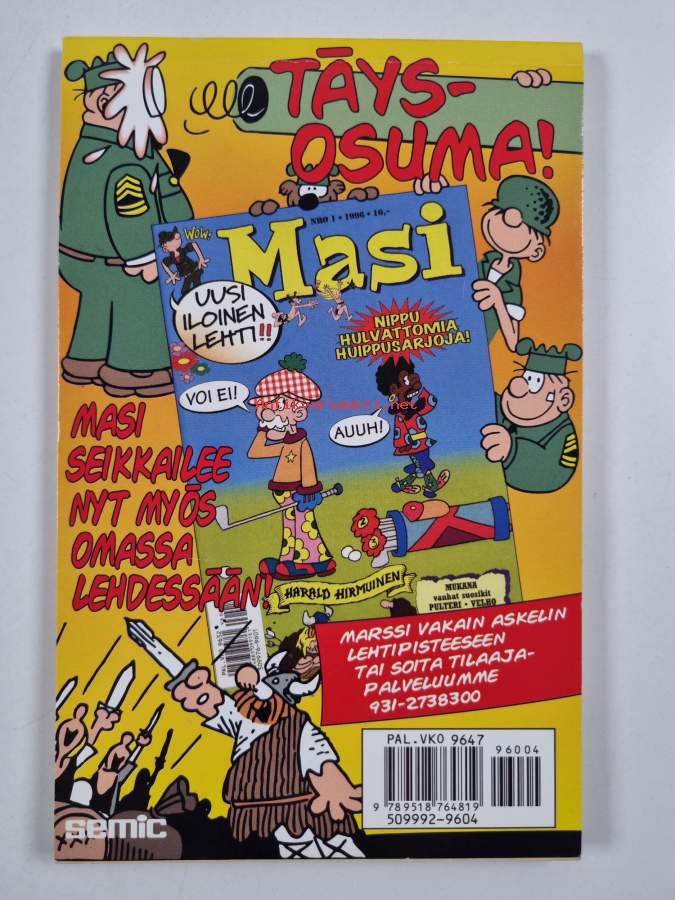 TÄYS-
OSUMA!
NRO 1 • 1996 • 16,-
WOW,
Masi
UUSI
ILOINEN
LEHTI!!
NIPPU
HULVATTOMIA
HUIPPUSARJOJA!
VOI EI!
AUUH!
MASI
SEIKKAILEE
NYT MYÖS
OMASSA
LEHDESSÄÄN!
HARALD HIRMUINEN
MUKANA
vanhat suosikit
PULTERI • VELHO
MARSSI VAKAIN ASKELIN
LEHTIPISTEESEEN
TAI SOITA TILAAJA-
PALVELUUMME
931-2738300
PAL.VKO 9647
96004
9 789518 764819
509992-9604
semic